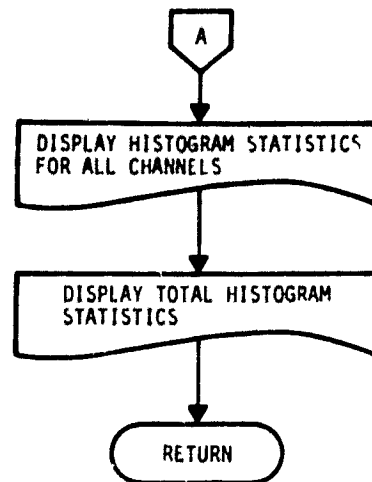 A
DISPLAY HISTOGRAM STATISTICS
FOR ALL CHANNELS
DISPLAY TOTAL HISTOGRAM
STATISTICS
RETURN